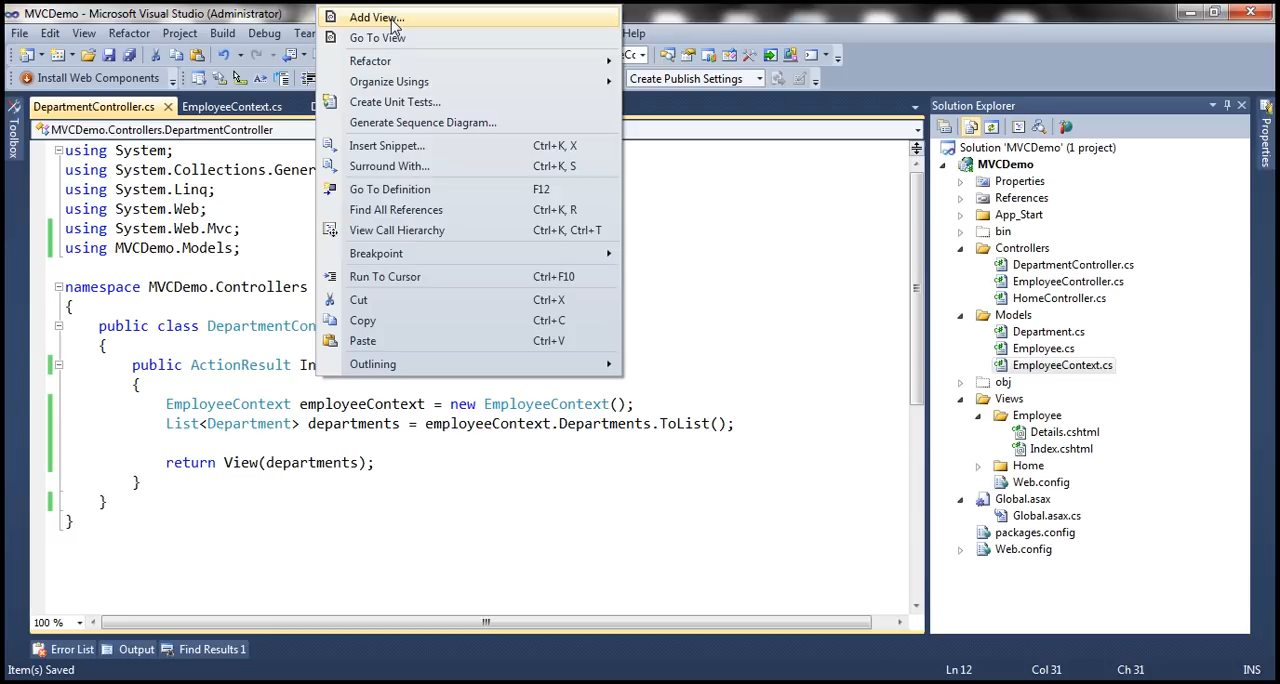 MVCDemo - Microsoft Visual Studio (Administrator)
File Edit View Refactor Project Build Debug Tear Help
Install Web Components Create Publish Settings
DepartmentController.cs EmployeeContext.cs
MVCDemo.Controllers.DepartmentController
Toolbox
using System;
using System.Collections.Gener
using System.Linq;
using System.Web;
using System.Web.Mvc;
using MVCDemo.Models;
namespace MVCDemo.Controllers
{
public class DepartmentCon
{
public ActionResult In
{
EmployeeContext employeeContext = new EmployeeContext();
List<Department> departments = employeeContext.Departments.ToList();
return View(departments);
}
}
}
Add View...
Go To View
Refactor
Organize Usings
Create Unit Tests...
Generate Sequence Diagram...
Insert Snippet... Ctrl+K, X
Surround With... Ctrl+K, S
Go To Definition F12
Find All References Ctrl+K, R
View Call Hierarchy Ctrl+K, Ctrl+T
Breakpoint
Run To Cursor Ctrl+F10
Cut Ctrl+X
Copy Ctrl+C
Paste Ctrl+V
Outlining
Solution Explorer
Solution 'MVCDemo' (1 project)
MVCDemo
Properties
References
App_Start
bin
Controllers
DepartmentController.cs
EmployeeController.cs
HomeController.cs
Models
Department.cs
Employee.cs
EmployeeContext.cs
obj
Views
Employee
Details.cshtml
Index.cshtml
Home
Web.config
Global.asax
Global.asax.cs
packages.config
Web.config
Properties
100 %
Error List Output Find Results 1
Item(s) Saved Ln 12 Col 31 Ch 31 INS